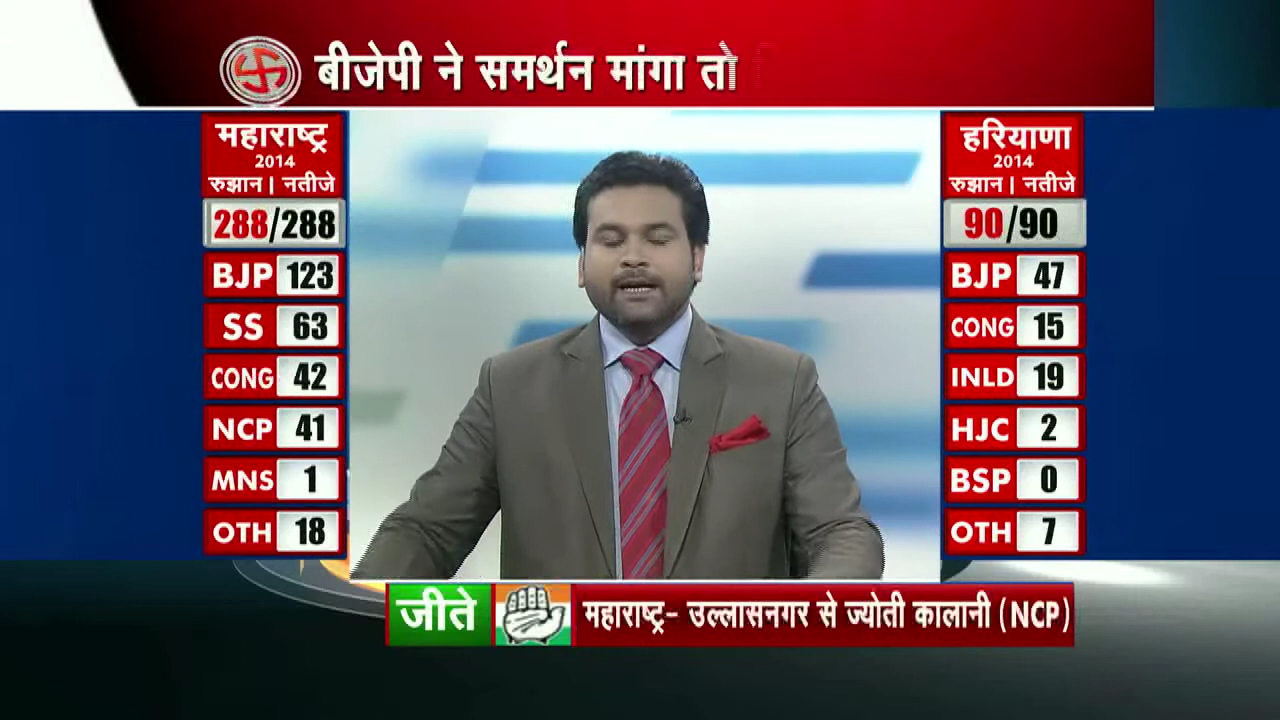 बीजेपी ने समर्थन मांगा तो
महाराष्ट्र
2014
रुझान | नतीजे
288/288
BJP 123
SS 63
CONG 42
NCP 41
MNS 1
OTH 18
हरियाणा
2014
रुझान | नतीजे
90/90
BJP 47
CONG 15
INLD 19
HJC 2
BSP 0
OTH 7
जीते महाराष्ट्र- उल्लासनगर से ज्योती कालानी (NCP)